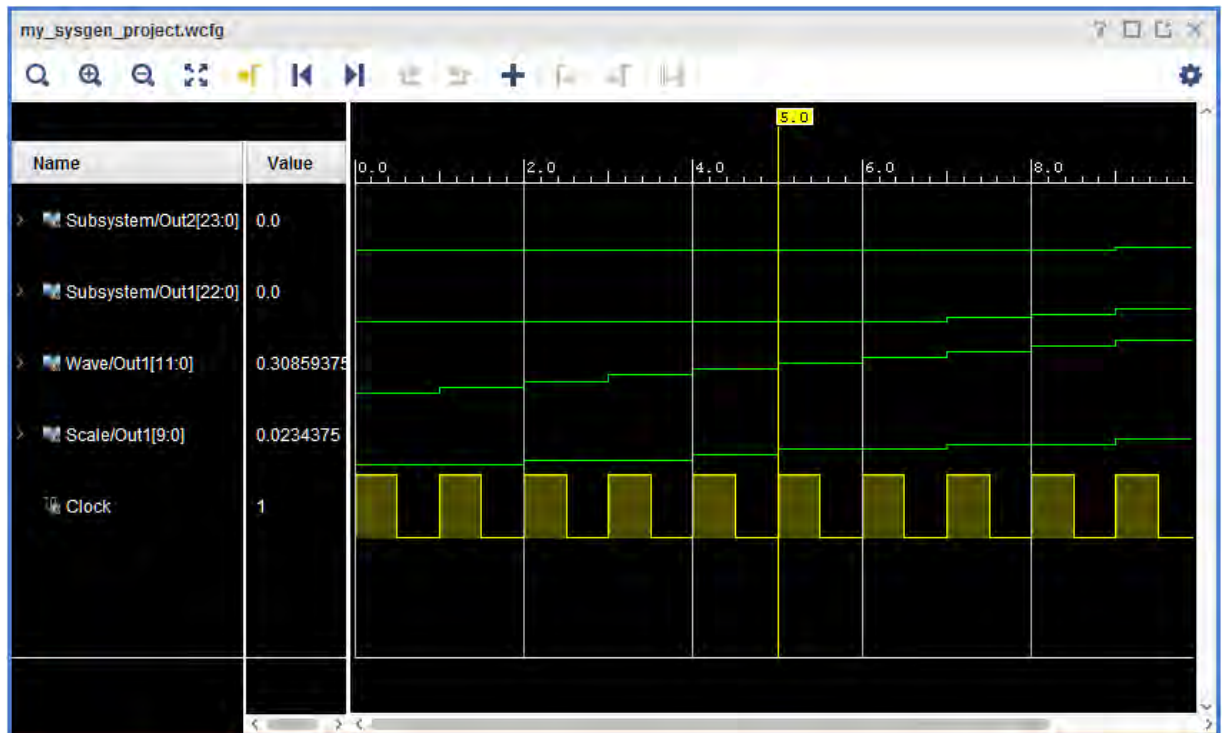 my_sysgen_project.wcfg
5.0
Name Value 0.0 2.0 4.0 6.0 8.0
Subsystem/Out2[23:0] 0.0
Subsystem/Out1[22:0] 0.0
Wave/Out1[11:0] 0.30859375
Scale/Out1[9:0] 0.0234375
Clock 1